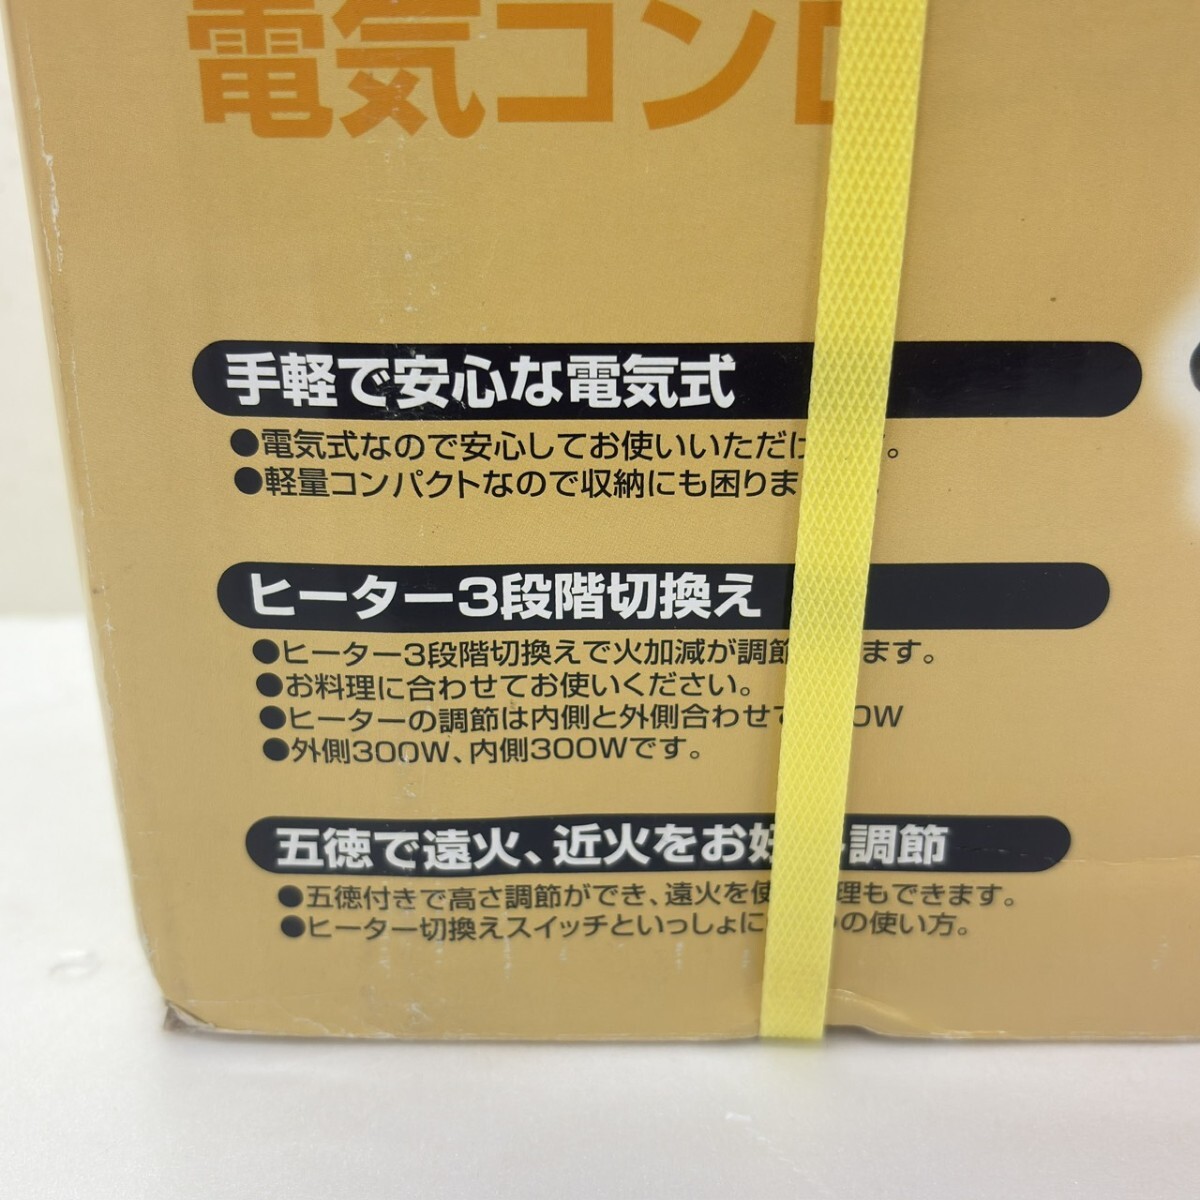 電気コンロ
手軽で安心な電気式
●電気式なので安心してお使いいただけ す。
●軽量コンパクトなので収納にも困りま
ヒーター3段階切換え
●ヒーター3段階切換えで火加減が調節 ます。
●お料理に合わせてお使いください。
●ヒーターの調節は内側と外側合わせて 0W
●外側300W、内側300Wです。
五徳で遠火、近火をお好み調節
●五徳付きで高さ調節ができ、遠火を使 理もできます。
●ヒーター切換えスイッチといっしょに の使い方。